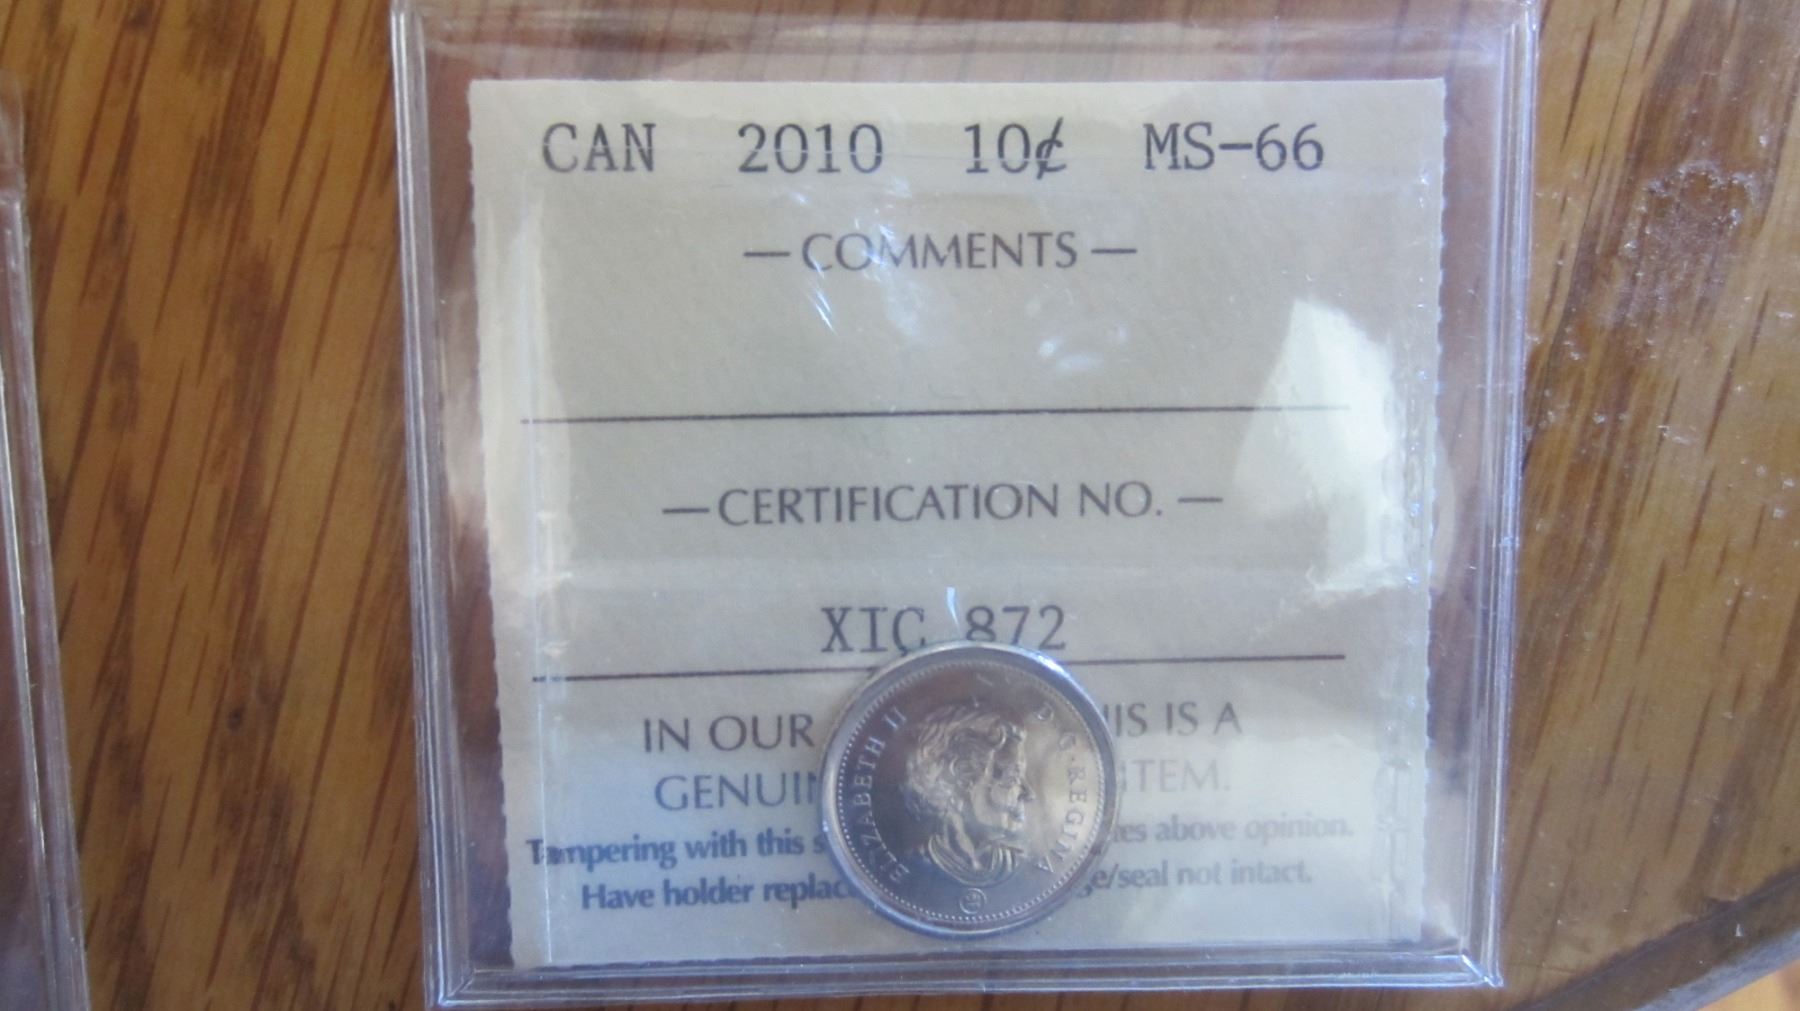 CAN 2010 10¢ MS-66
— COMMENTS —
— CERTIFICATION NO. —
XIC 872
IN OUR IS IS A
GENUIN ITEM.
Tampering with this s es above opinion.
Have holder replac e/seal not intact.
ELIZABETH II D·G·REGINA